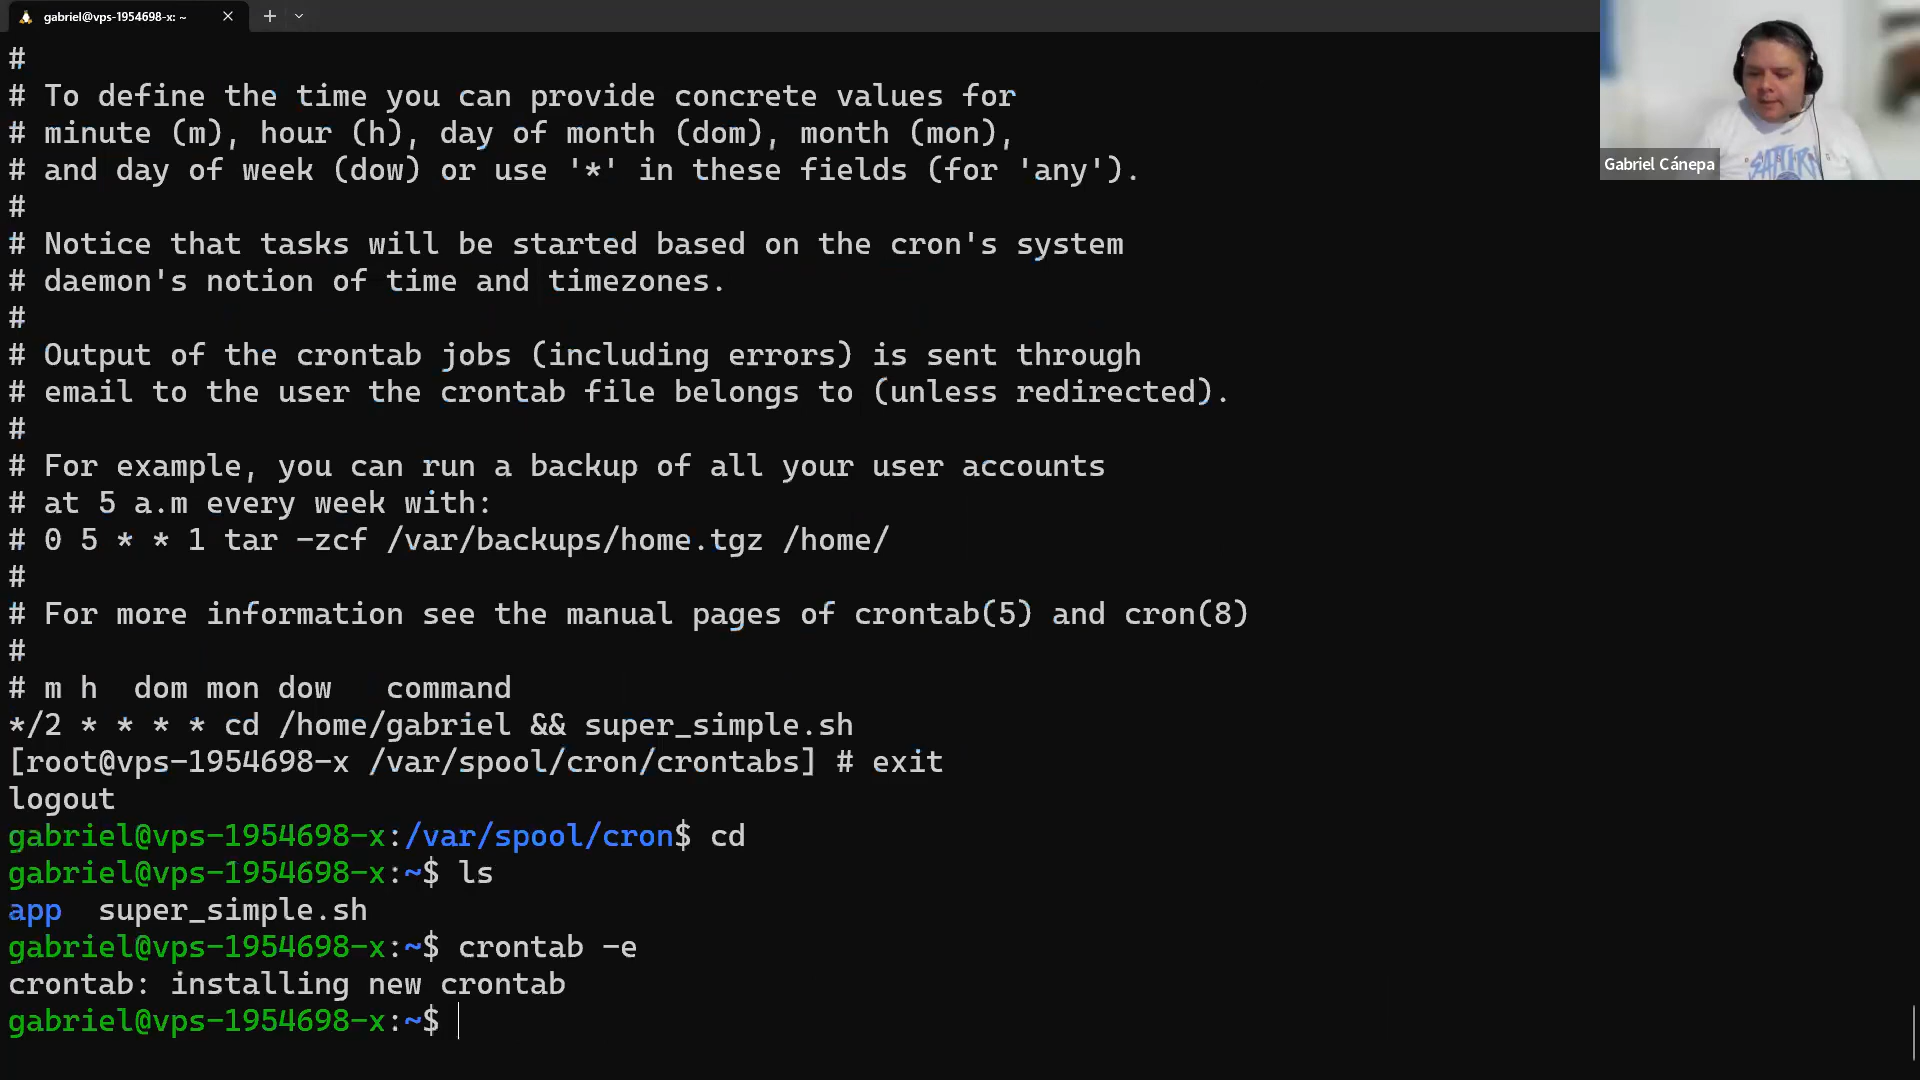 gabriel@vps-1954698-x: ~
#
# To define the time you can provide concrete values for
# minute (m), hour (h), day of month (dom), month (mon),
# and day of week (dow) or use '*' in these fields (for 'any').
#
# Notice that tasks will be started based on the cron's system
# daemon's notion of time and timezones.
#
# Output of the crontab jobs (including errors) is sent through
# email to the user the crontab file belongs to (unless redirected).
#
# For example, you can run a backup of all your user accounts
# at 5 a.m every week with:
# 0 5 * * 1 tar -zcf /var/backups/home.tgz /home/
#
# For more information see the manual pages of crontab(5) and cron(8)
#
# m h  dom mon dow   command
*/2 * * * * cd /home/gabriel && super_simple.sh
[root@vps-1954698-x /var/spool/cron/crontabs] # exit
logout
gabriel@vps-1954698-x:/var/spool/cron$ cd
gabriel@vps-1954698-x:~$ ls
app  super_simple.sh
gabriel@vps-1954698-x:~$ crontab -e
crontab: installing new crontab
gabriel@vps-1954698-x:~$
Gabriel Cánepa